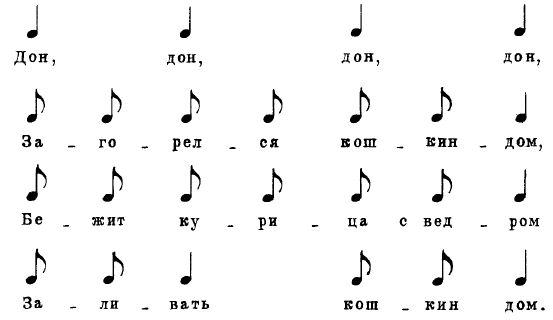 Дон, дон, дон, дон,
За - го - рел - ся кош - кин - дом,
Бе - жит ку - ри - ца с вед - ром
За - ли - вать кош - кин дом.